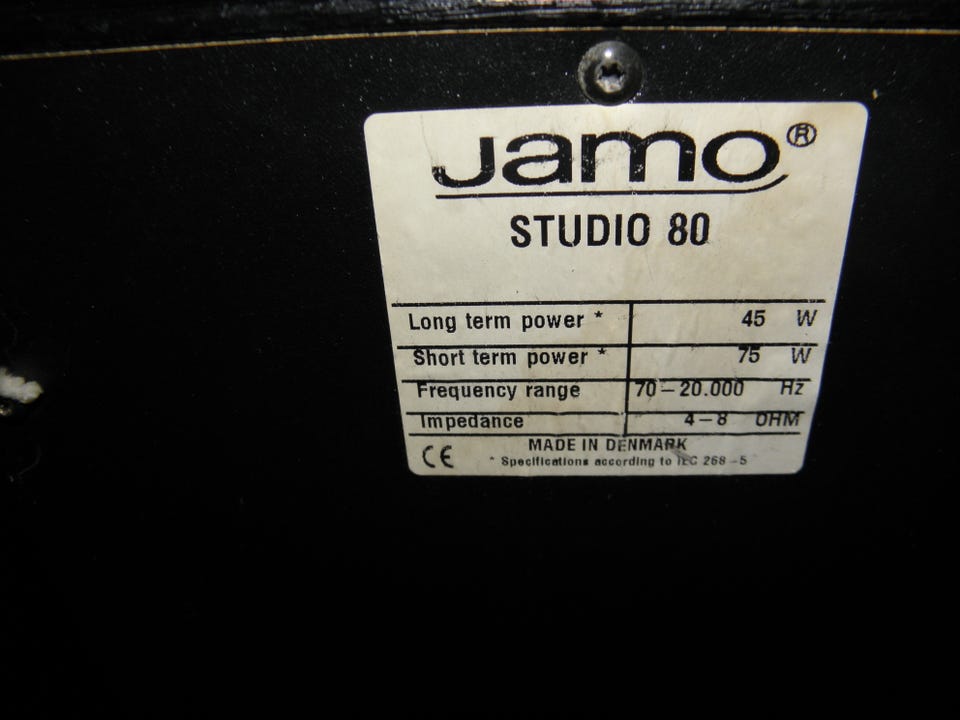 Jamo®
STUDIO 80
Long term power * 45 W
Short term power * 75 W
Frequency range 70–20.000 Hz
Impedance 4–8 OHM
MADE IN DENMARK
CE * Specifications according to IEC 268–5